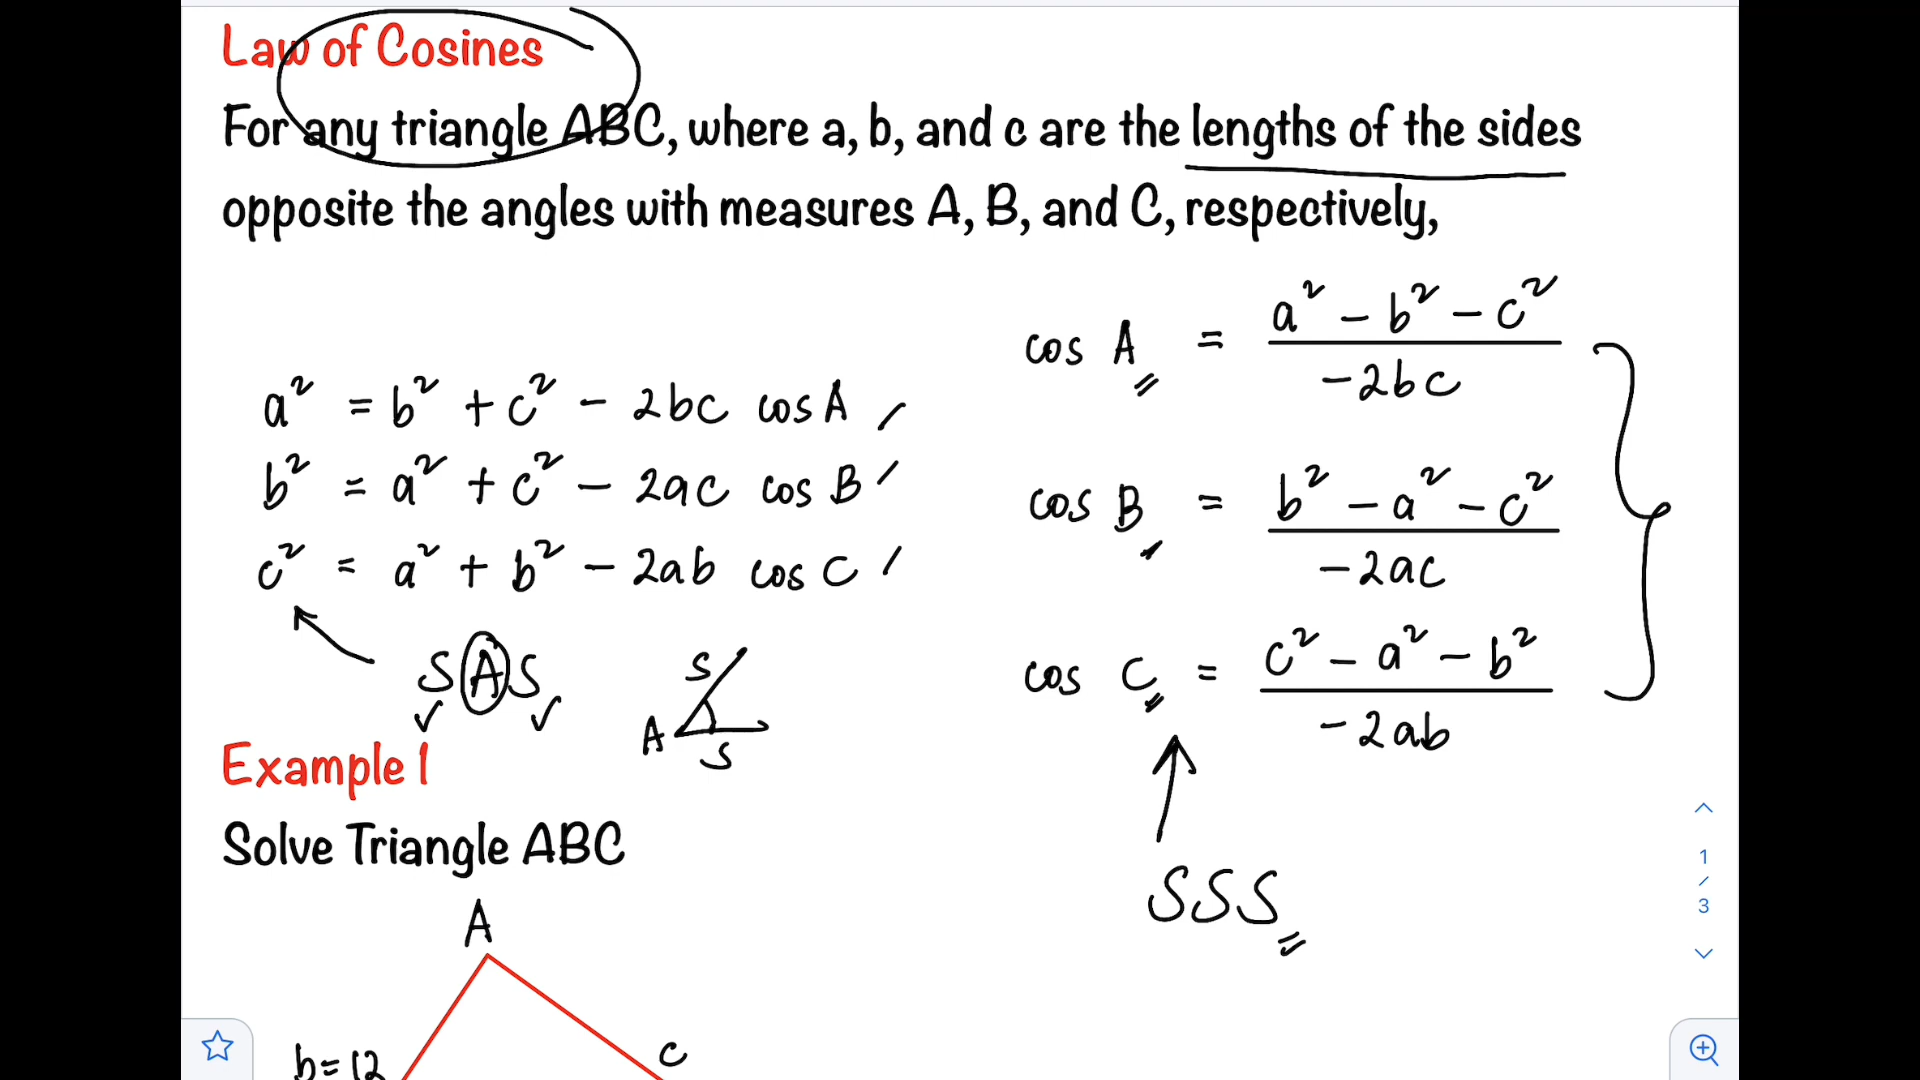 Law of Cosines
For any triangle ABC, where a, b, and c are the lengths of the sides
opposite the angles with measures A, B, and C, respectively,
a² = b² + c² - 2bc cos A
b² = a² + c² - 2ac cos B
c² = a² + b² - 2ab cos C
SAS
S
A
S
cos A = a² - b² - c²
-2bc
cos B = b² - a² - c²
-2ac
cos C = c² - a² - b²
-2ab
SSS
Example 1
Solve Triangle ABC
A
b = 12
c
1
/
3